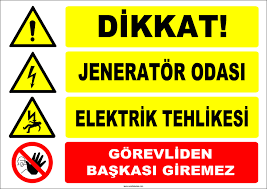 DİKKAT!
JENERATÖR ODASI
ELEKTRİK TEHLİKESİ
GÖREVLİDEN
BAŞKASI GİREMEZ